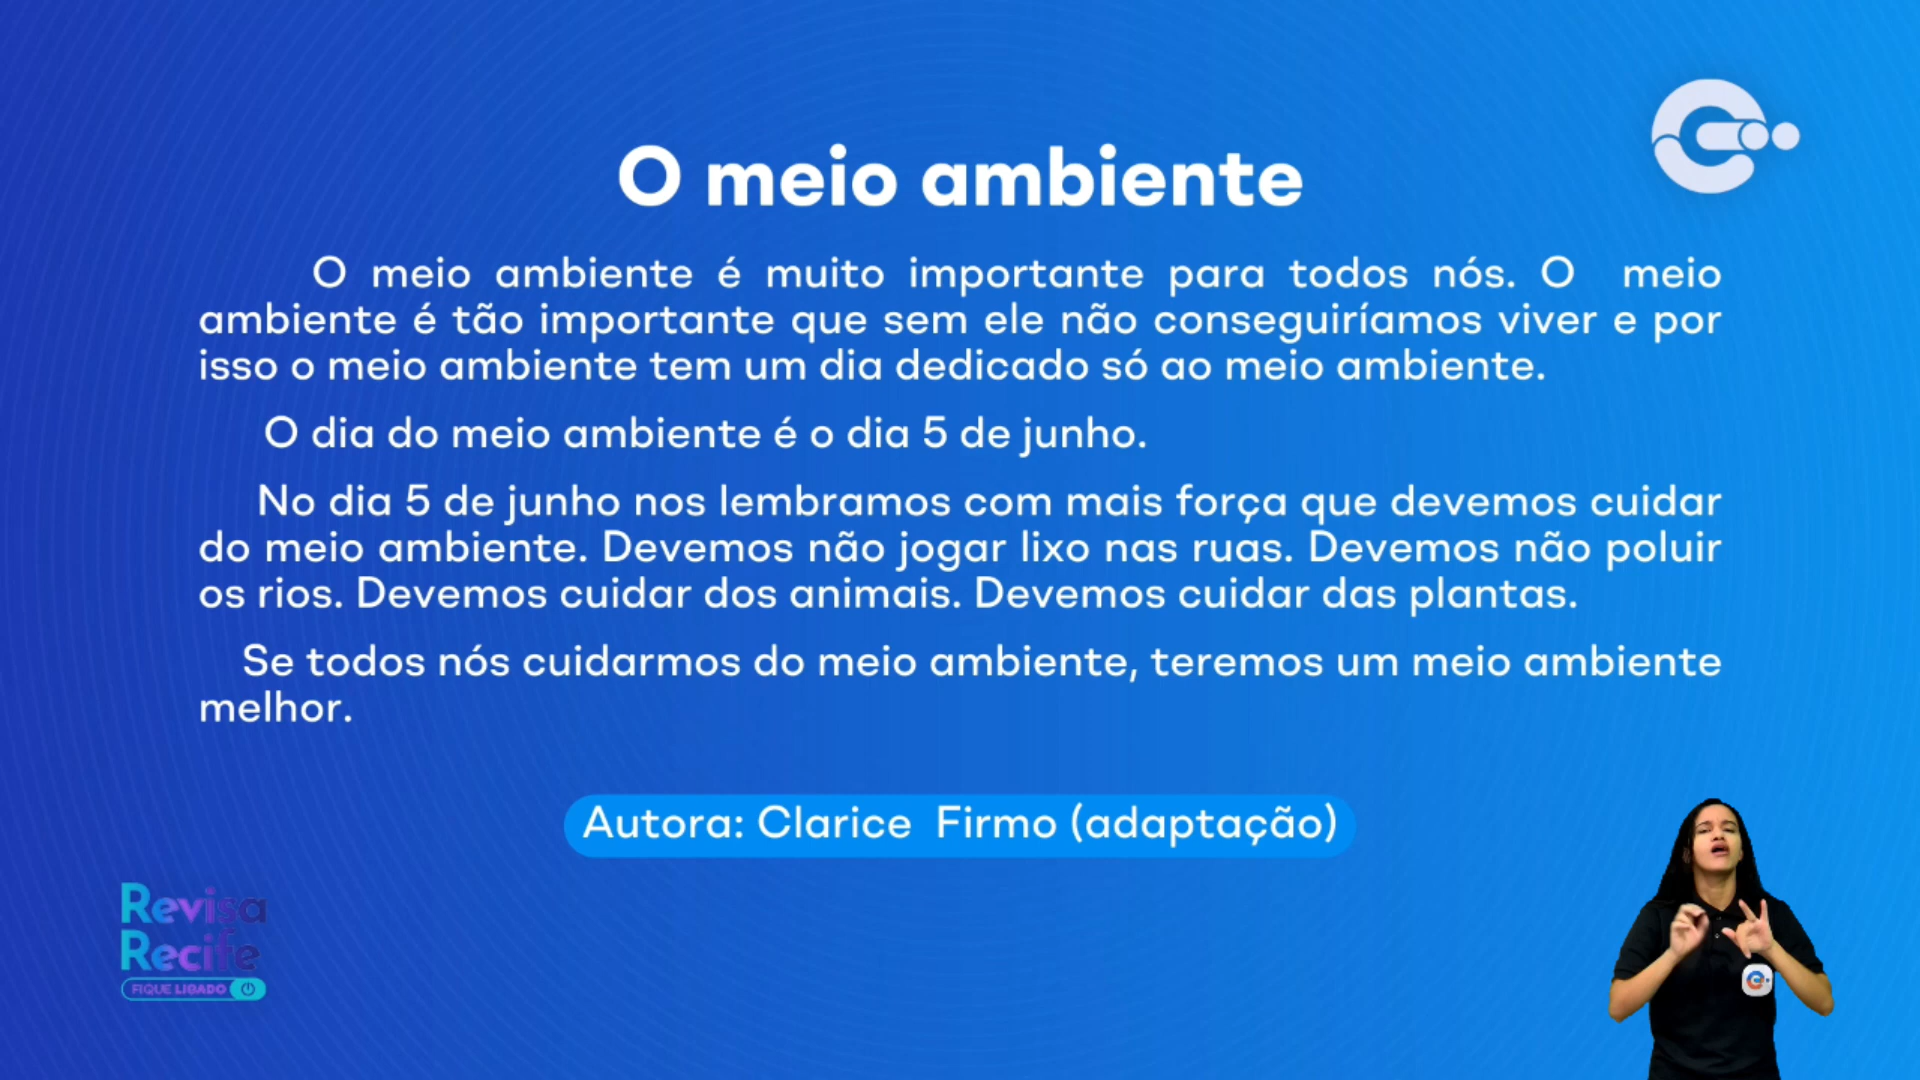 O meio ambiente
O meio ambiente é muito importante para todos nós. O meio
ambiente é tão importante que sem ele não conseguiríamos viver e por
isso o meio ambiente tem um dia dedicado só ao meio ambiente.
O dia do meio ambiente é o dia 5 de junho.
No dia 5 de junho nos lembramos com mais força que devemos cuidar
do meio ambiente. Devemos não jogar lixo nas ruas. Devemos não poluir
os rios. Devemos cuidar dos animais. Devemos cuidar das plantas.
Se todos nós cuidarmos do meio ambiente, teremos um meio ambiente
melhor.
Autora: Clarice Firmo (adaptação)
Revisa
Recife
FIQUE LIGADO